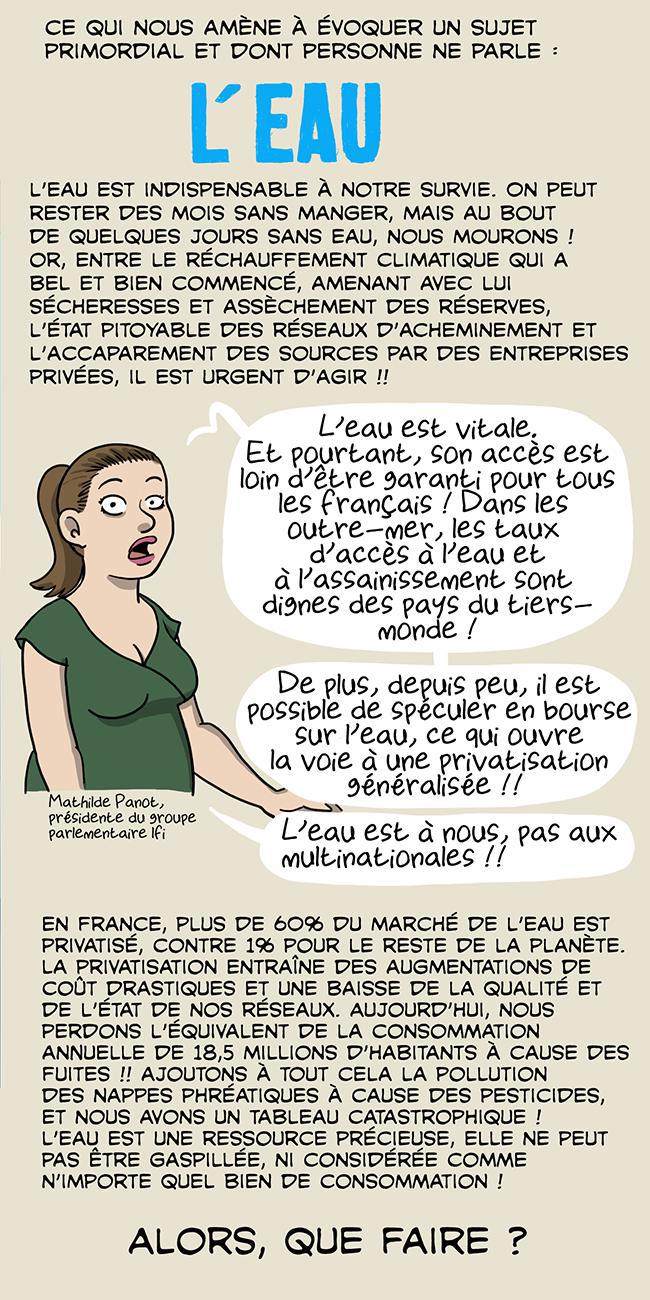 CE QUI NOUS AMÈNE À ÉVOQUER UN SUJET
PRIMORDIAL ET DONT PERSONNE NE PARLE :
L'EAU
L'EAU EST INDISPENSABLE À NOTRE SURVIE. ON PEUT
RESTER DES MOIS SANS MANGER, MAIS AU BOUT
DE QUELQUES JOURS SANS EAU, NOUS MOURONS !
OR, ENTRE LE RÉCHAUFFEMENT CLIMATIQUE QUI A
BEL ET BIEN COMMENCÉ, AMENANT AVEC LUI
SÉCHERESSES ET ASSÈCHEMENT DES RÉSERVES,
L'ÉTAT PITOYABLE DES RÉSEAUX D'ACHEMINEMENT ET
L'ACCAPAREMENT DES SOURCES PAR DES ENTREPRISES
PRIVÉES, IL EST URGENT D'AGIR !!
L'eau est vitale.
Et pourtant, son accès est
loin d'être garanti pour tous
les français ! Dans les
outre-mer, les taux
d'accès à l'eau et
à l'assainissement sont
dignes des pays du tiers-
monde !
De plus, depuis peu, il est
possible de spéculer en bourse
sur l'eau, ce qui ouvre
la voie à une privatisation
généralisée !!
Mathilde Panot,
présidente du groupe
parlementaire lfi
L'eau est à nous, pas aux
multinationales !!
EN FRANCE, PLUS DE 60% DU MARCHÉ DE L'EAU EST
PRIVATISÉ, CONTRE 1% POUR LE RESTE DE LA PLANÈTE.
LA PRIVATISATION ENTRAÎNE DES AUGMENTATIONS DE
COÛT DRASTIQUES ET UNE BAISSE DE LA QUALITÉ ET
DE L'ÉTAT DE NOS RÉSEAUX. AUJOURD'HUI, NOUS
PERDONS L'ÉQUIVALENT DE LA CONSOMMATION
ANNUELLE DE 18,5 MILLIONS D'HABITANTS À CAUSE DES
FUITES !! AJOUTONS À TOUT CELA LA POLLUTION
DES NAPPES PHRÉATIQUES À CAUSE DES PESTICIDES,
ET NOUS AVONS UN TABLEAU CATASTROPHIQUE !
L'EAU EST UNE RESSOURCE PRÉCIEUSE, ELLE NE PEUT
PAS ÊTRE GASPILLÉE, NI CONSIDÉRÉE COMME
N'IMPORTE QUEL BIEN DE CONSOMMATION !
ALORS, QUE FAIRE ?